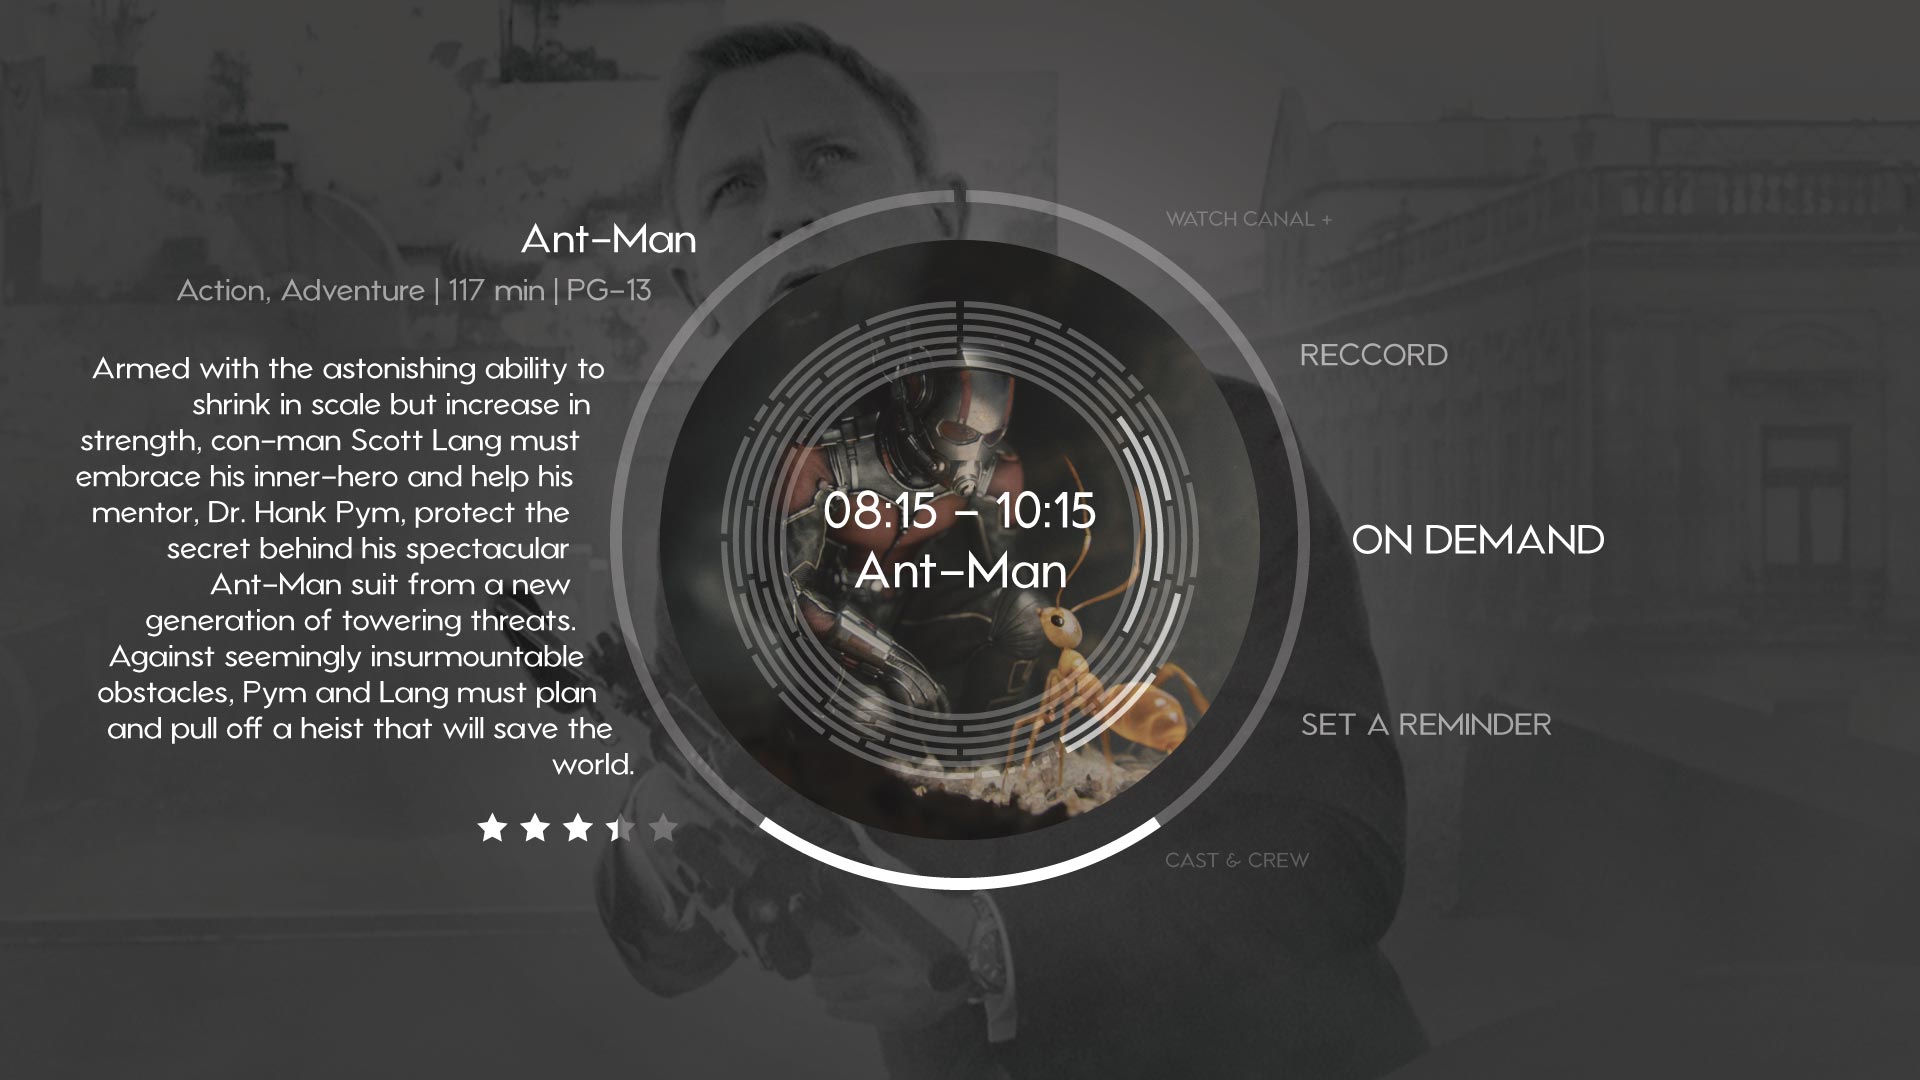 Ant-Man
Action, Adventure | 117 min | PG-13
Armed with the astonishing ability to
shrink in scale but increase in
strength, con-man Scott Lang must
embrace his inner-hero and help his
mentor, Dr. Hank Pym, protect the
secret behind his spectacular
Ant-Man suit from a new
generation of towering threats.
Against seemingly insurmountable
obstacles, Pym and Lang must plan
and pull off a heist that will save the
world.
08:15 - 10:15
Ant-Man
WATCH CANAL +
RECCORD
ON DEMAND
SET A REMINDER
CAST & CREW